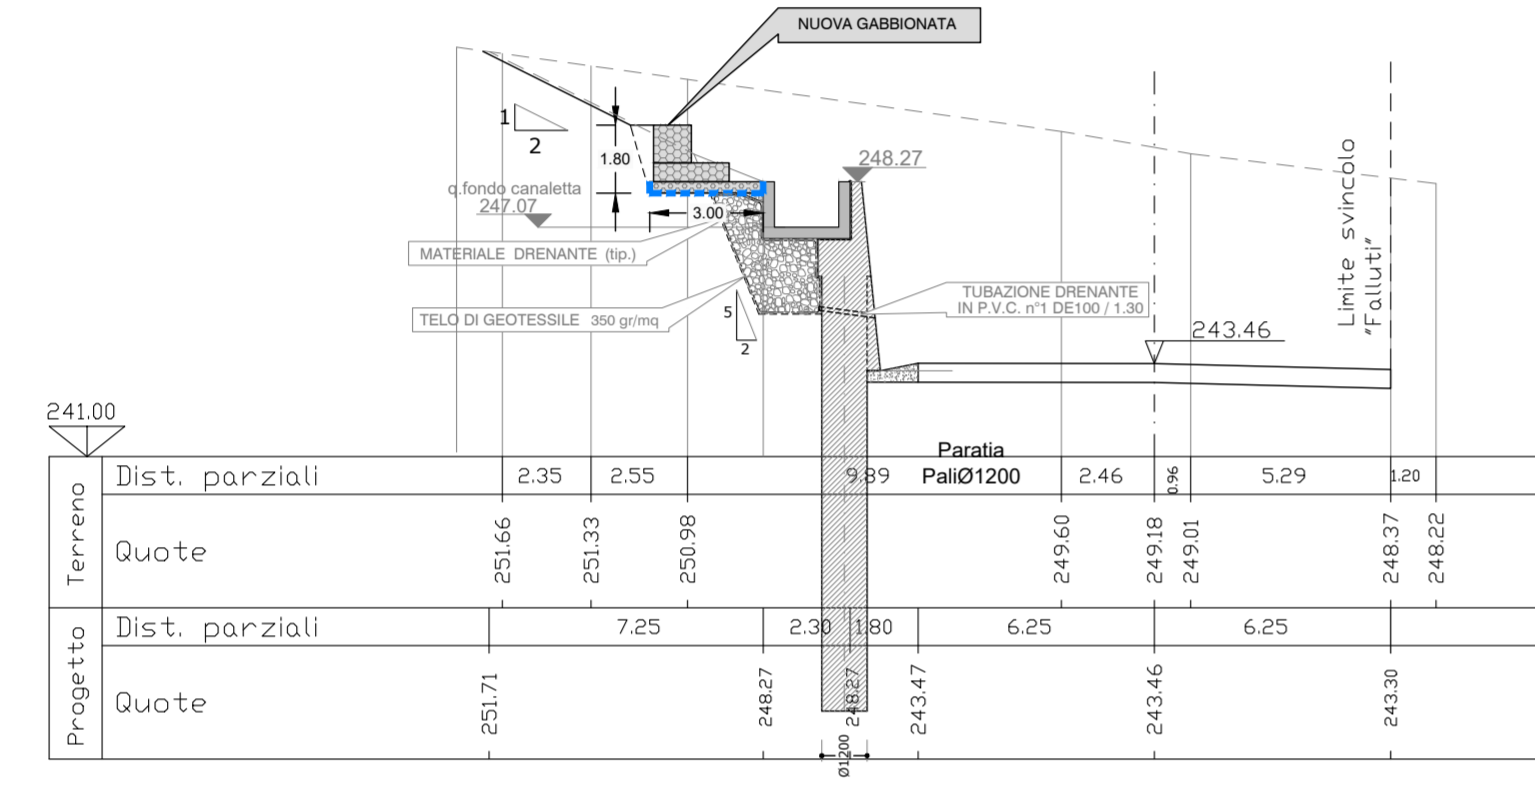 NUOVA GABBIONATA
1
2
1.80
248.27
q.fondo canaletta
247.07
3.00
MATERIALE DRENANTE (tip.)
TELO DI GEOTESSILE 350 gr/mq
5
2
TUBAZIONE DRENANTE
IN P.V.C. n°1 DE100 / 1.30
Limite svincolo
"Falluti"
243.46
241.00
Paratia
PaliØ1200
Terreno
Dist. parziali
2.35
2.55
9.89
2.46
0.96
5.29
1.20
Quote
251.66
251.33
250.98
249.60
249.18
249.01
248.37
248.22
Progetto
Dist. parziali
7.25
2.30
1.80
6.25
6.25
Quote
251.71
248.27
248.27
243.47
243.46
243.30
Ø1200